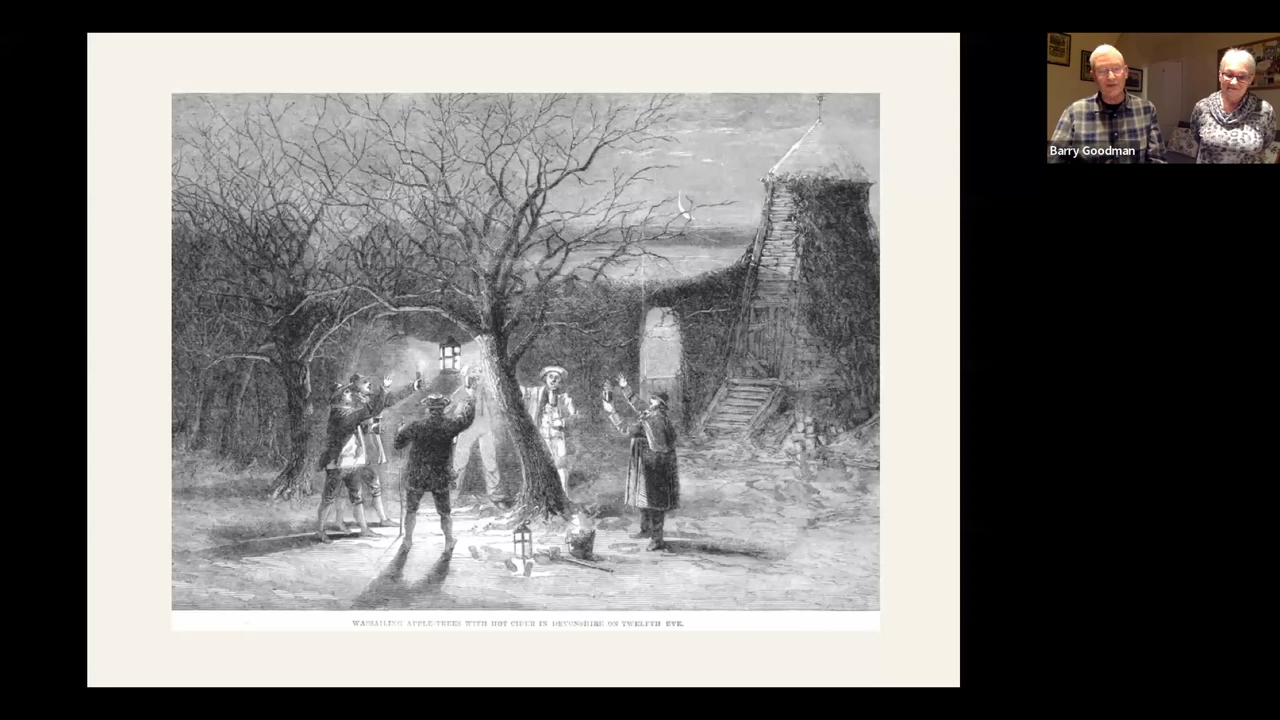 Barry Goodman
WASSAILING APPLE-TREES WITH HOT CIDER IN DEVONSHIRE ON TWELFTH EVE.